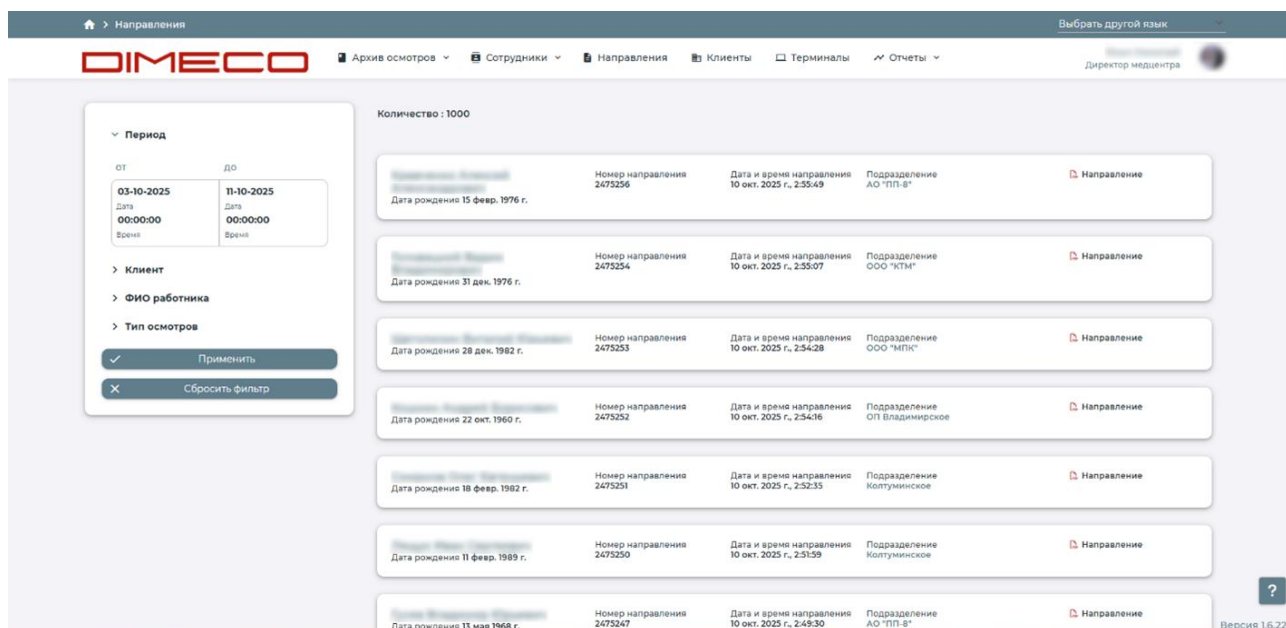 > Направления
Выбрать другой язык
DIMECO
Архив осмотров
Сотрудники
Направления
Клиенты
Терминалы
Отчеты
Директор медцентра
Период
от до
03-10-2025 11-10-2025
Дата Дата
00:00:00 00:00:00
Время Время
> Клиент
> ФИО работника
> Тип осмотров
Применить
Сбросить фильтр
Количество : 1000
Номер направления Дата и время направления Подразделение Направление
2475256 10 окт. 2025 г., 2:55:49 АО "ПП-8"
Дата рождения 15 февр. 1976 г.
Номер направления Дата и время направления Подразделение Направление
2475254 10 окт. 2025 г., 2:55:07 ООО "КТМ"
Дата рождения 31 дек. 1976 г.
Номер направления Дата и время направления Подразделение Направление
Дата рождения 28 дек. 1982 г. 2475253 10 окт. 2025 г., 2:54:28 ООО "МПК"
Номер направления Дата и время направления Подразделение Направление
Дата рождения 22 окт. 1960 г. 2475252 10 окт. 2025 г., 2:54:16 ОП Владимирское
Номер направления Дата и время направления Подразделение Направление
Дата рождения 18 февр. 1982 г. 2475251 10 окт. 2025 г., 2:52:35 Колтуминское
Номер направления Дата и время направления Подразделение Направление
Дата рождения 11 февр. 1989 г. 2475250 10 окт. 2025 г., 2:51:59 Колтуминское
Номер направления Дата и время направления Подразделение Направление
Дата рождения 13 мая 1968 г. 2475247 10 окт. 2025 г., 2:49:30 АО "ПП-8"
?
Версия 1.6.22